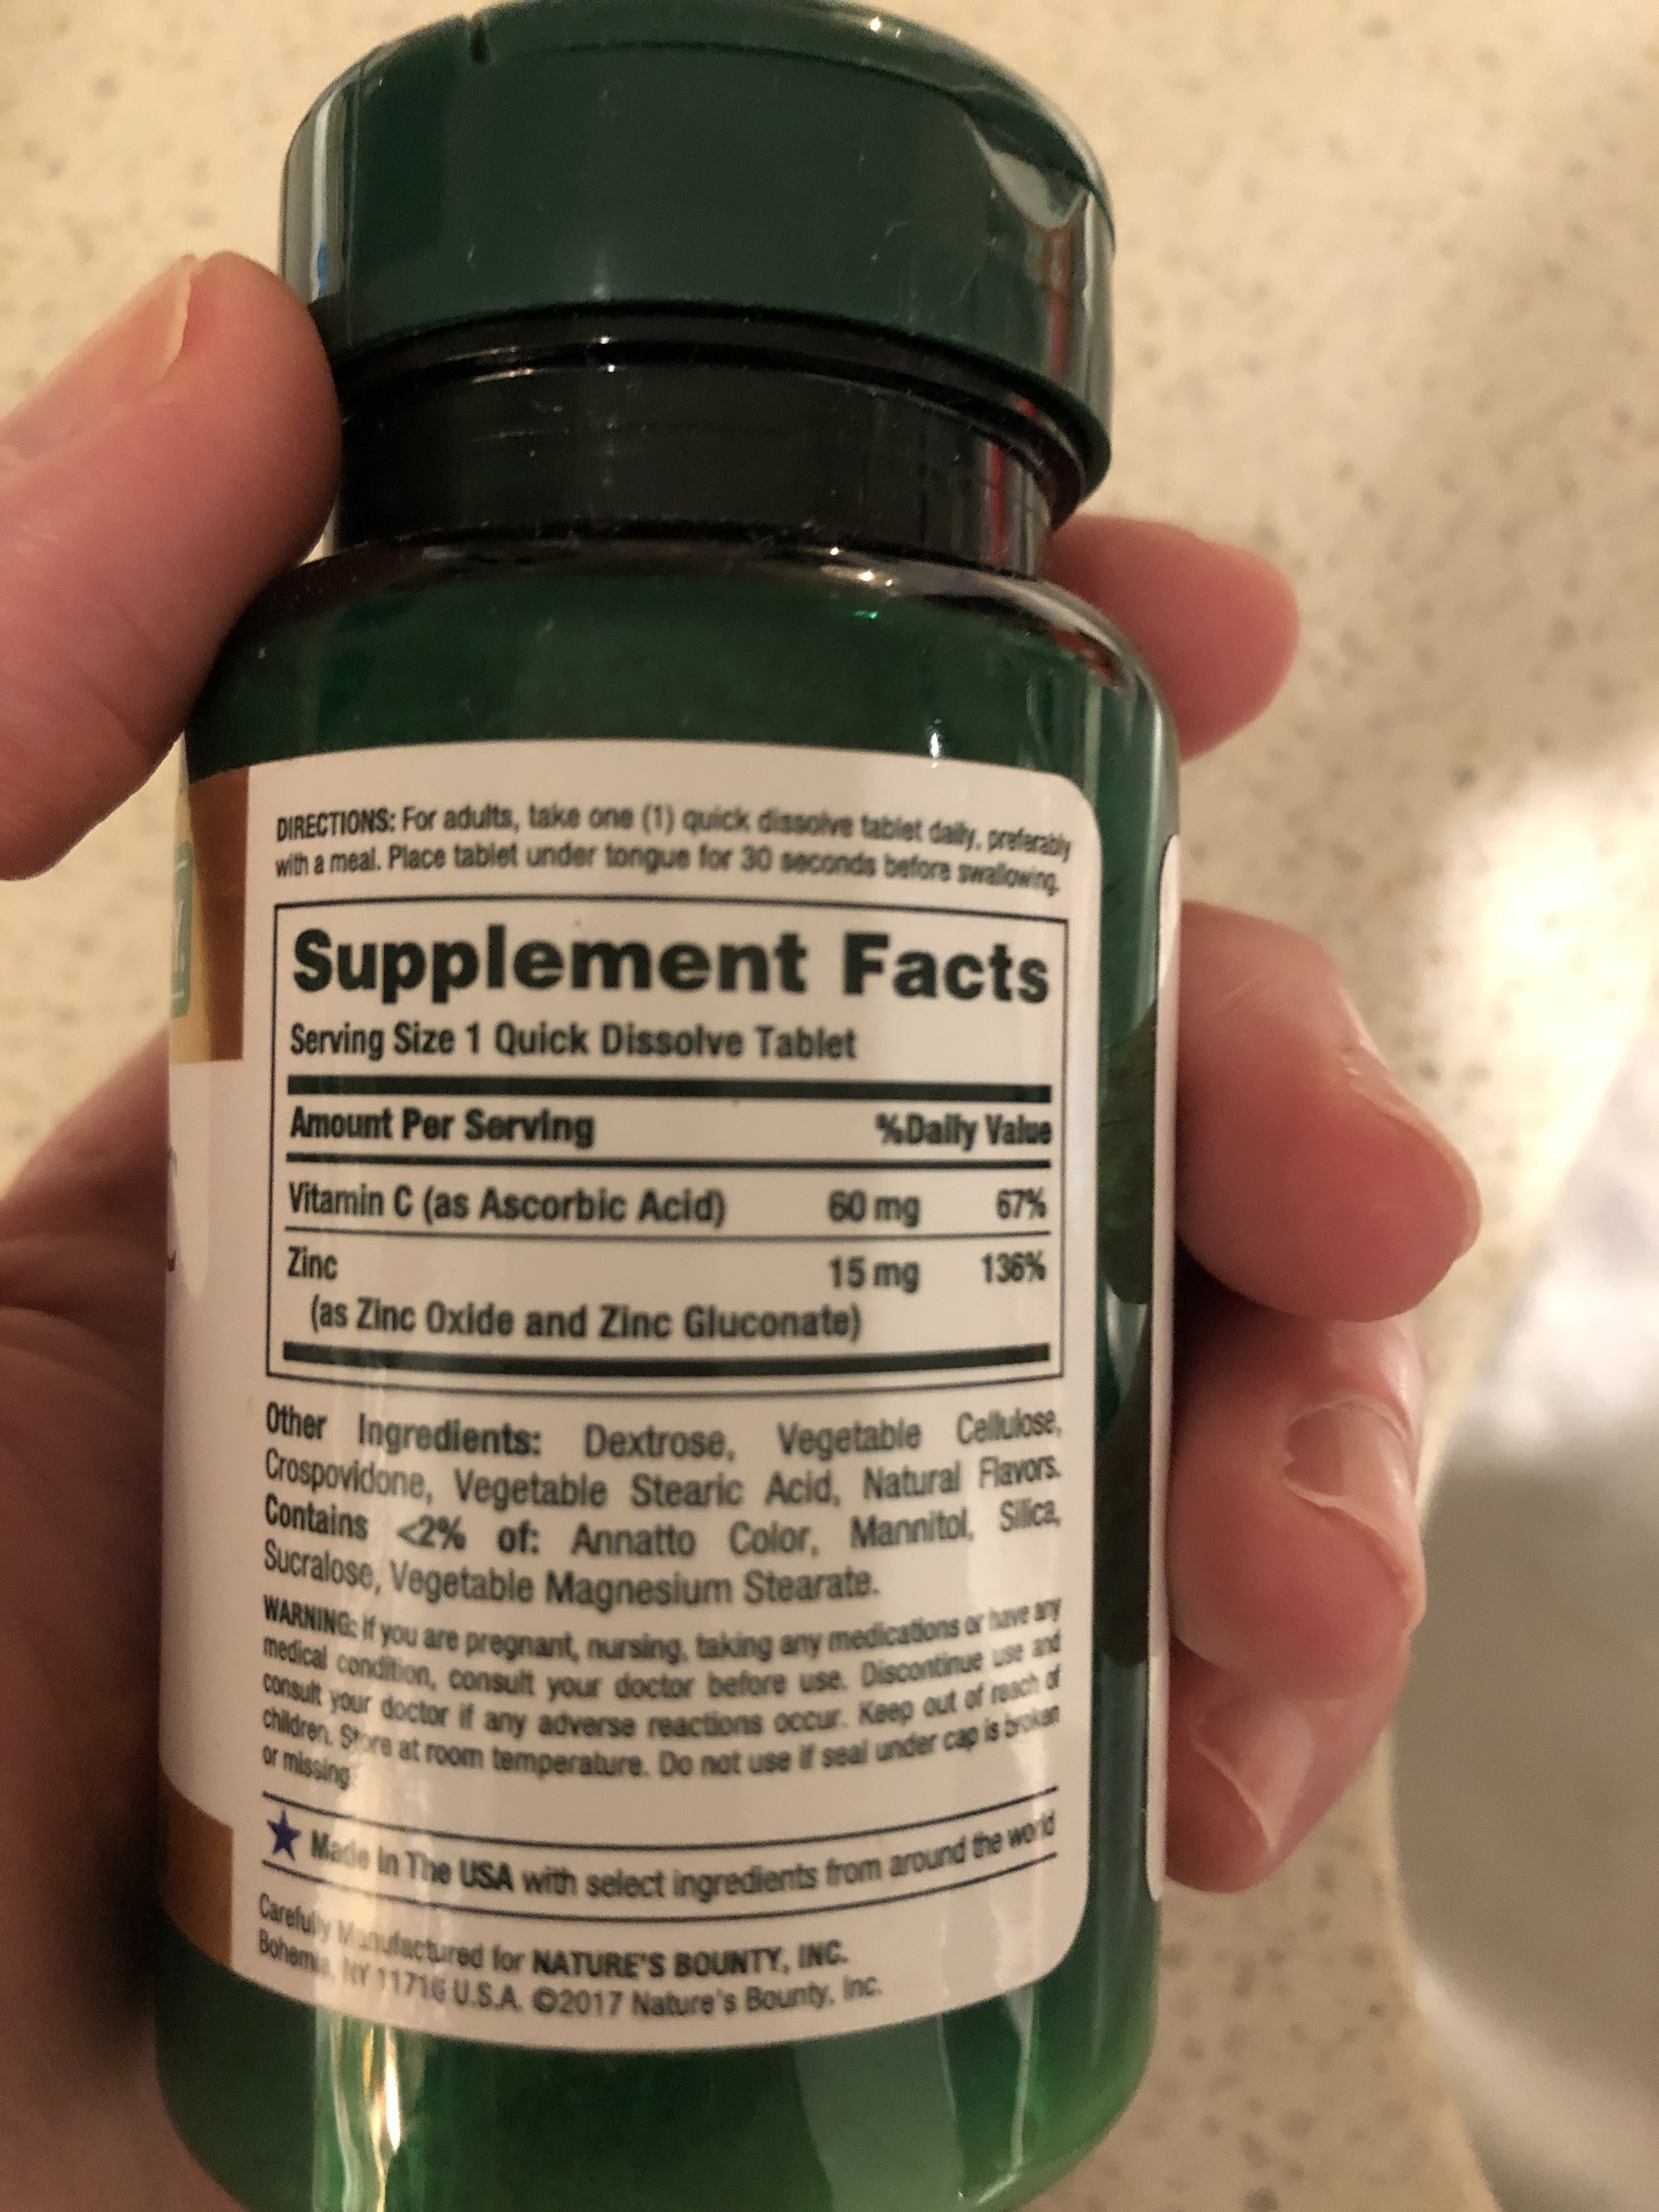 DIRECTIONS: For adults, take one (1) quick dissolve tablet daily, preferably
with a meal. Place tablet under tongue for 30 seconds before swallowing.
Supplement Facts
Serving Size 1 Quick Dissolve Tablet
Amount Per Serving %Daily Value
Vitamin C (as Ascorbic Acid) 60 mg 67%
Zinc 15 mg 136%
(as Zinc Oxide and Zinc Gluconate)
Other Ingredients: Dextrose, Vegetable Cellulose,
Crospovidone, Vegetable Stearic Acid, Natural Flavors.
Contains <2% of: Annatto Color, Mannitol, Silica,
Sucralose, Vegetable Magnesium Stearate.
WARNING: If you are pregnant, nursing, taking any medications or have any
medical condition, consult your doctor before use. Discontinue use and
consult your doctor if any adverse reactions occur. Keep out of reach of
children. Store at room temperature. Do not use if seal under cap is broken
or missing.
Made In The USA with select ingredients from around the world
Carefully Manufactured for NATURE'S BOUNTY, INC.
Bohemia, NY 11716 U.S.A. ©2017 Nature's Bounty, Inc.